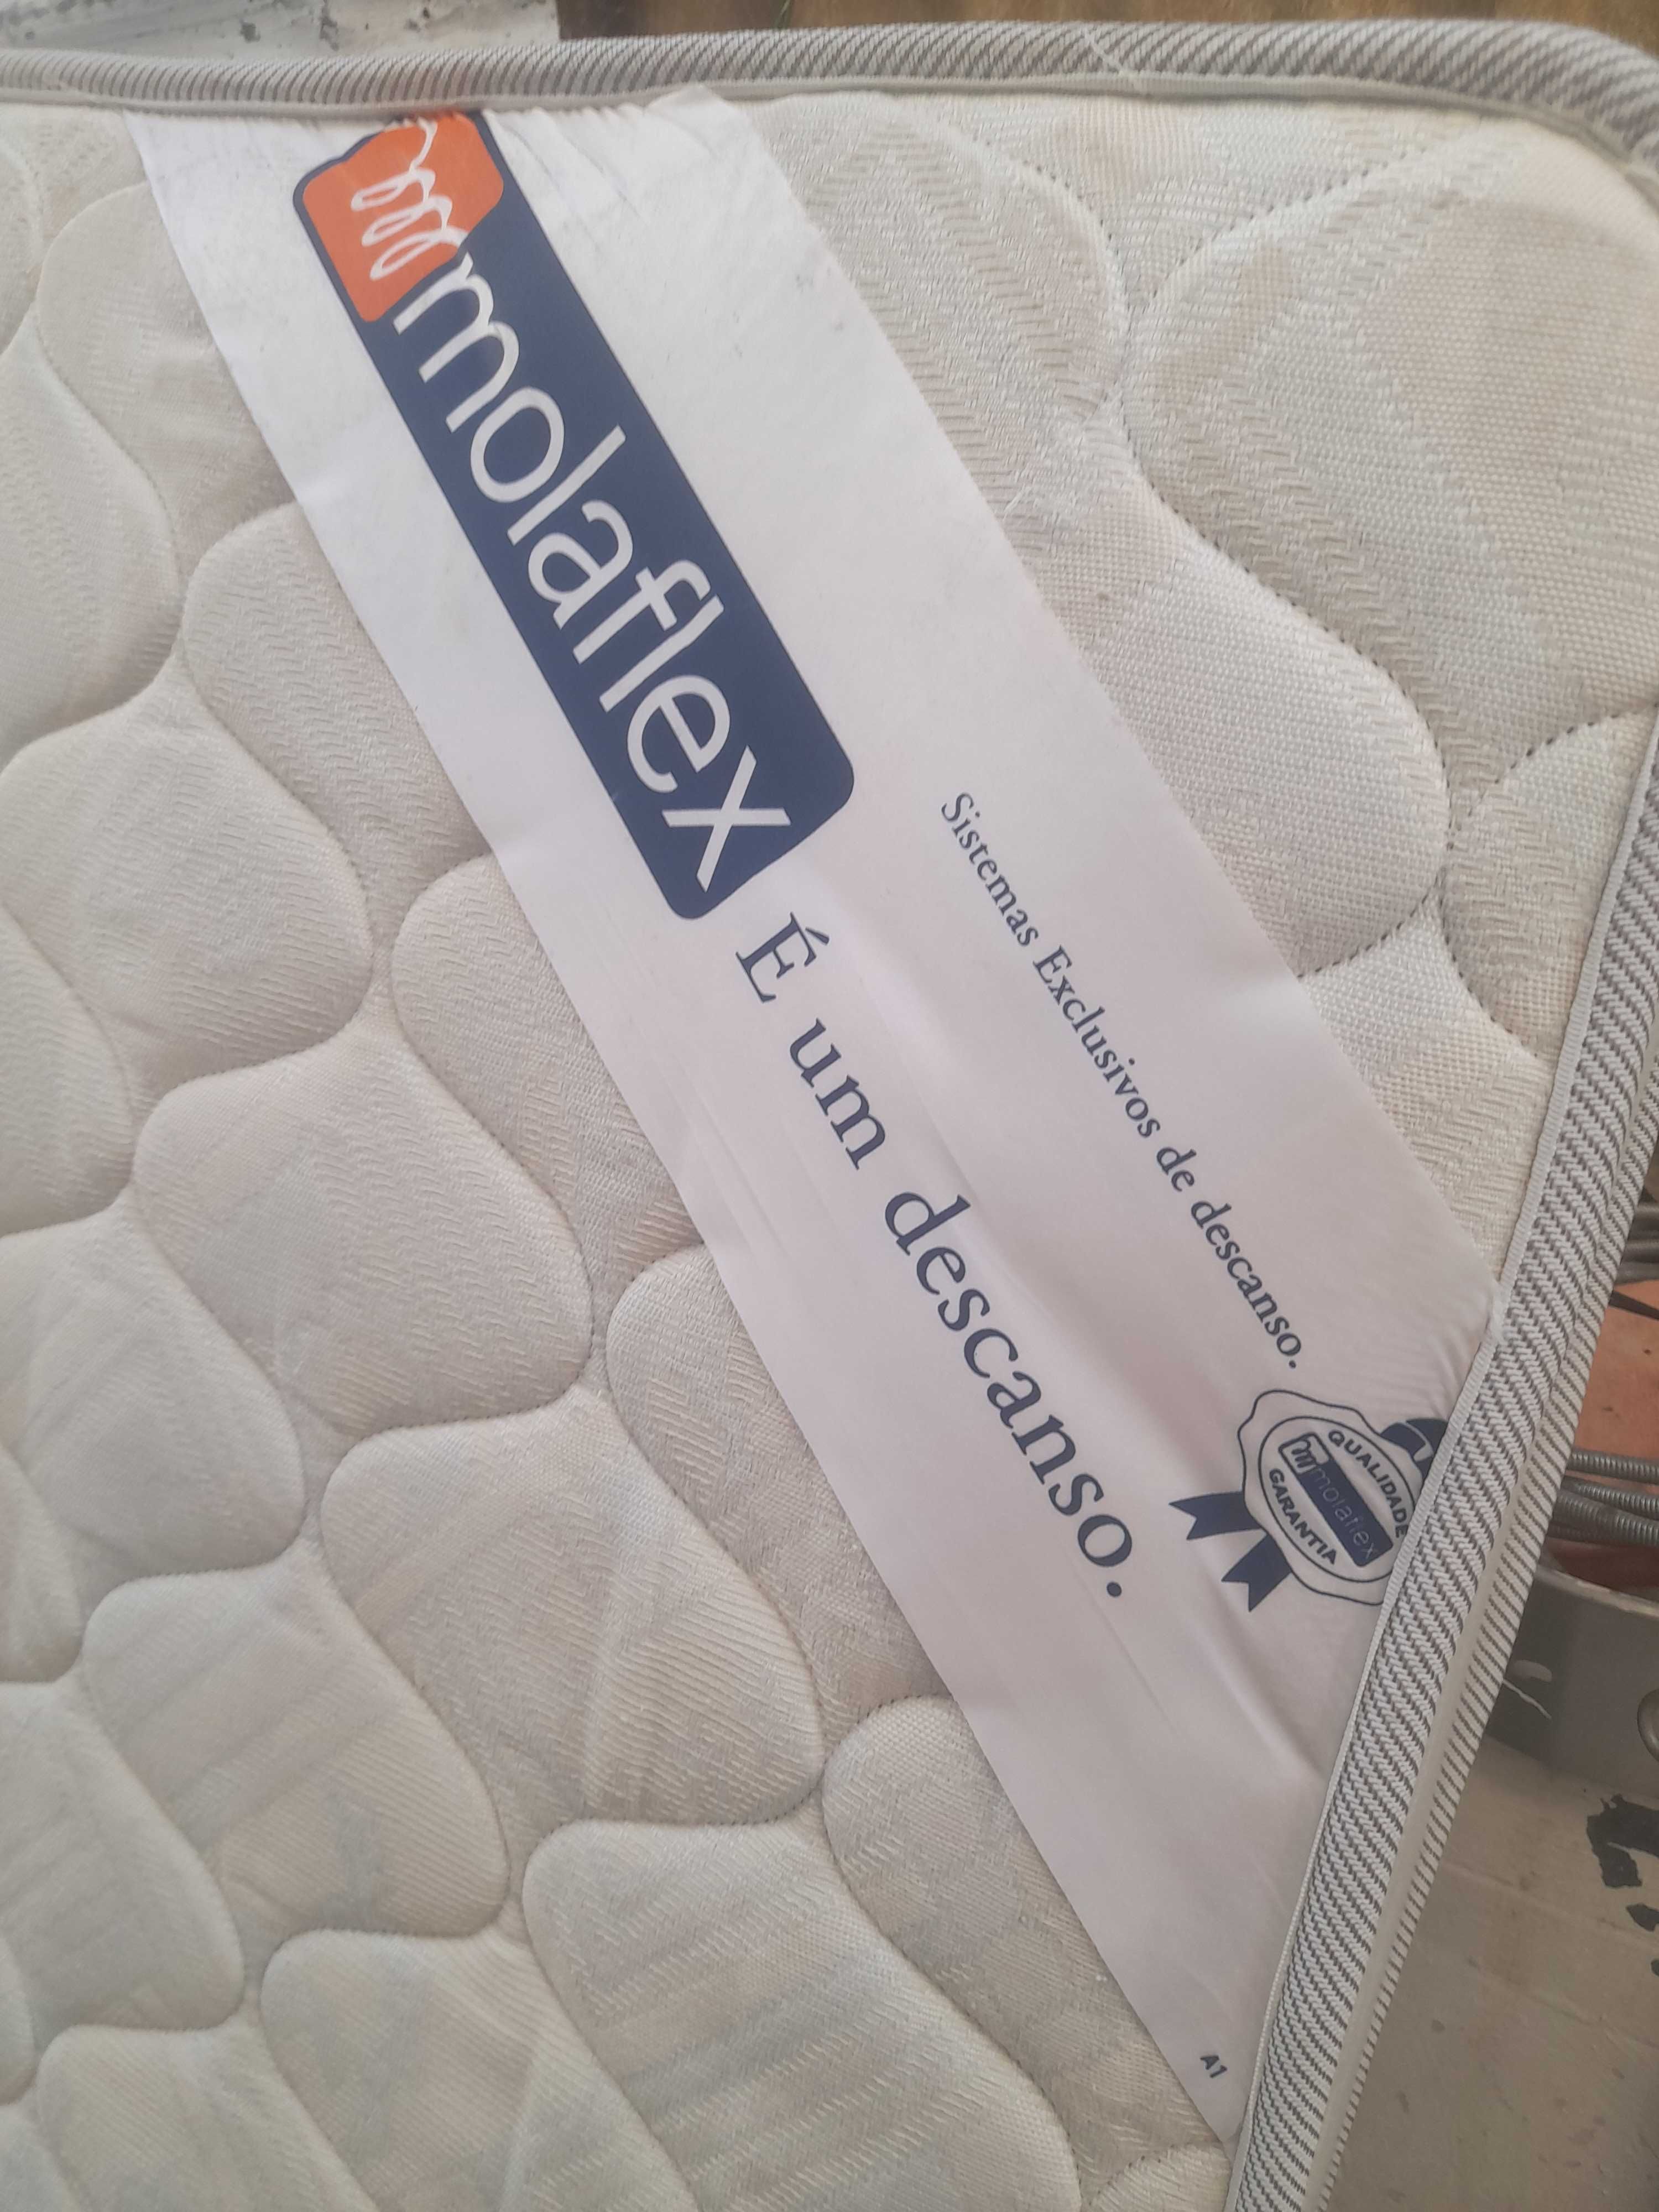 molaflex
É um descanso.
Sistemas Exclusivos de descanso.
QUALIDADE
molaflex
GARANTIA
A1